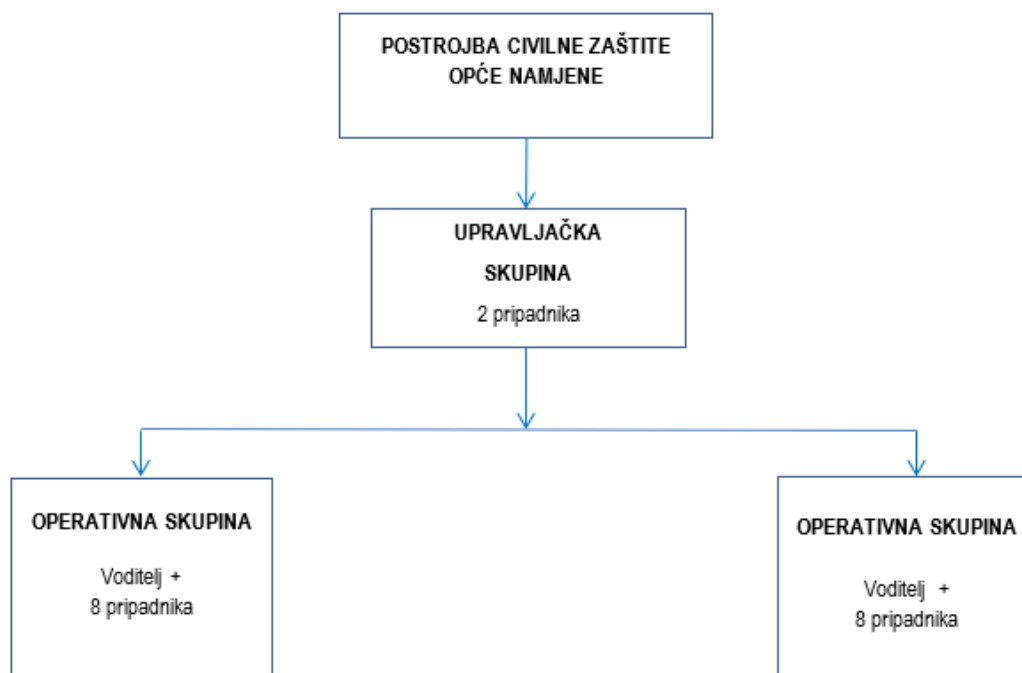 POSTROJBA CIVILNE ZAŠTITE
OPĆE NAMJENE
UPRAVLJAČKA
SKUPINA
2 pripadnika
OPERATIVNA SKUPINA
Voditelj +
8 pripadnika
OPERATIVNA SKUPINA
Voditelj +
8 pripadnika